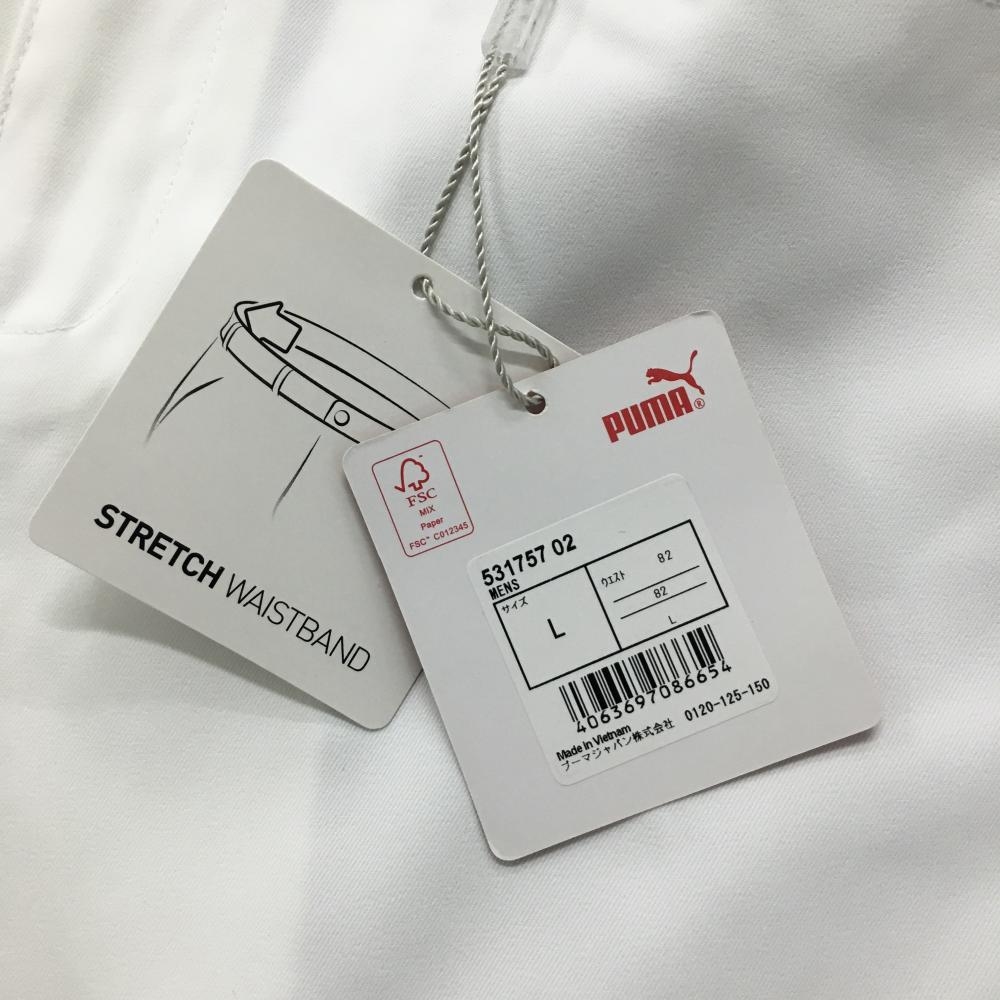 STRETCH WAISTBAND
PUMA®
FSC
MIX
Paper
FSC™ C012345
531757 02
MENS
サイズ
L
ウエスト 82
82
L
4063697086654
Made in Vietnam
プーマジャパン株式会社 0120-125-150